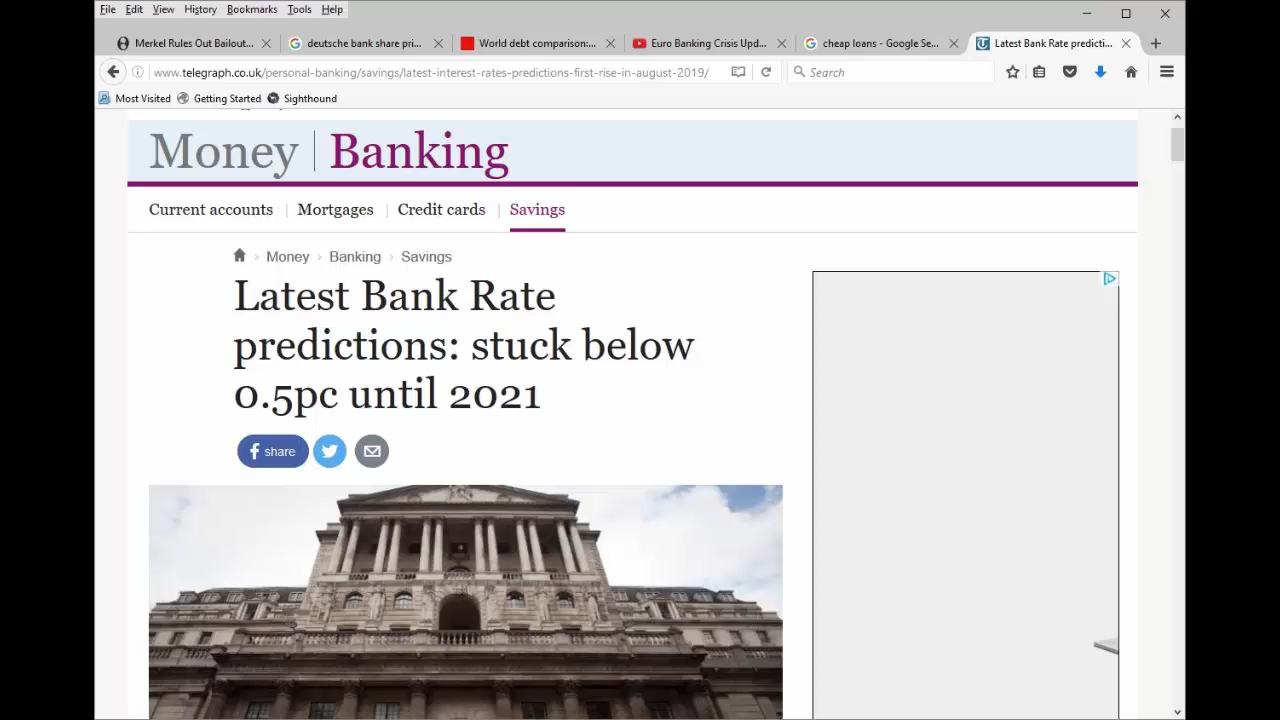 File Edit View History Bookmarks Tools Help
Merkel Rules Out Bailout... deutsche bank share pri... World debt comparison:... Euro Banking Crisis Upd... cheap loans - Google Se... Latest Bank Rate predicti...
www.telegraph.co.uk/personal-banking/savings/latest-interest-rates-predictions-first-rise-in-august-2019/ Search
Most Visited Getting Started Sighthound
Money | Banking
Current accounts | Mortgages | Credit cards | Savings
Money › Banking › Savings
Latest Bank Rate
predictions: stuck below
0.5pc until 2021
share